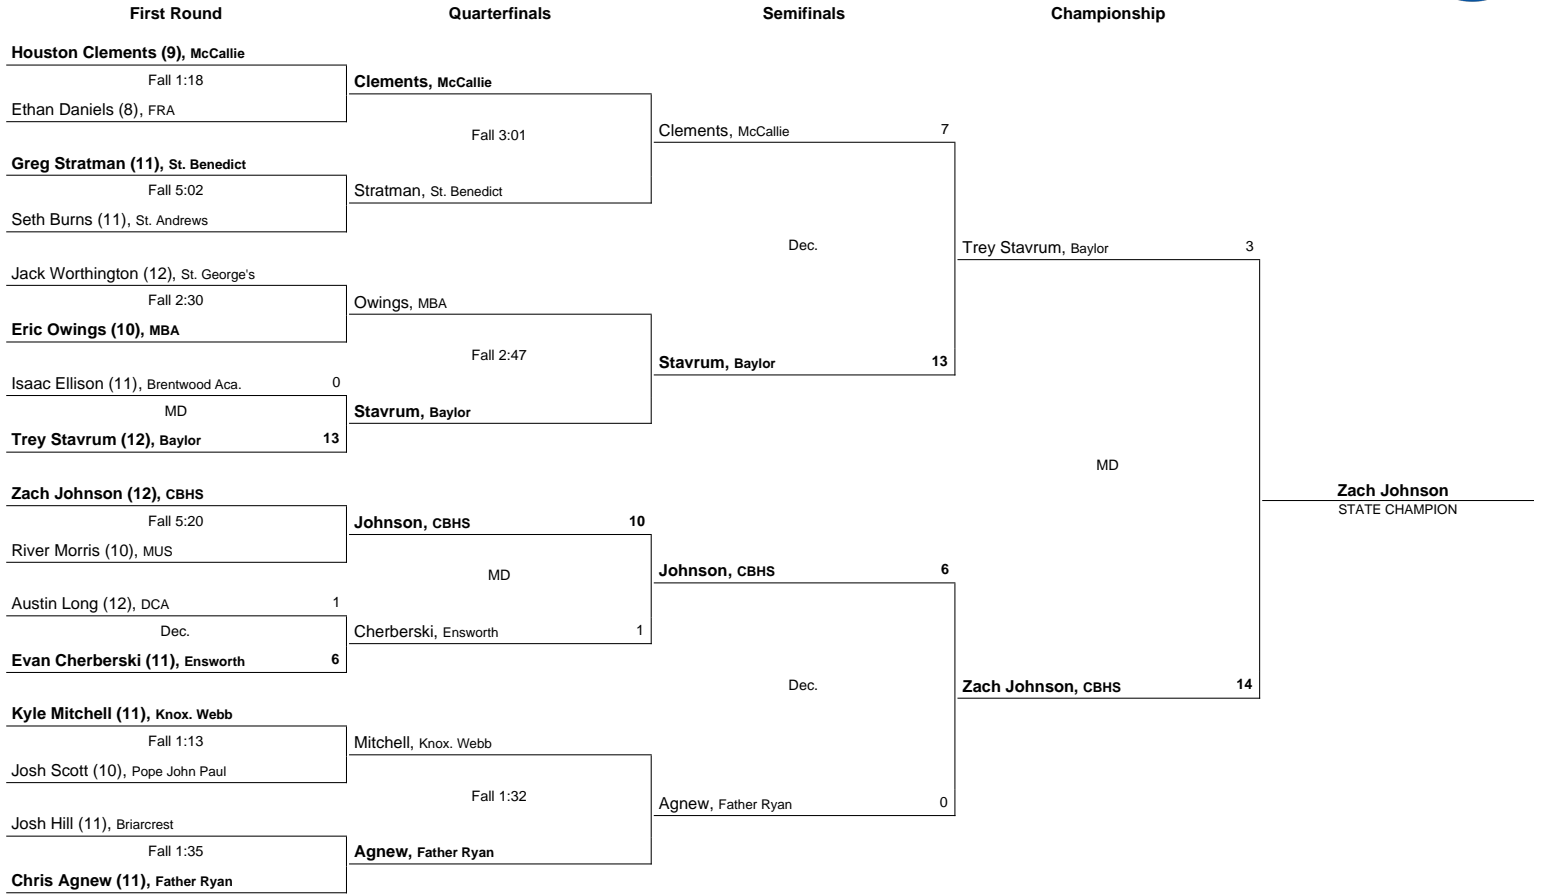 First Round
Quarterfinals
Semifinals
Championship
Houston Clements (9), McCallie
Fall 1:18
Ethan Daniels (8), FRA
Greg Stratman (11), St. Benedict
Fall 5:02
Seth Burns (11), St. Andrews
Jack Worthington (12), St. George's
Fall 2:30
Eric Owings (10), MBA
Isaac Ellison (11), Brentwood Aca. 0
MD
Trey Stavrum (12), Baylor 13
Zach Johnson (12), CBHS
Fall 5:20
River Morris (10), MUS
Austin Long (12), DCA 1
Dec.
Evan Cherberski (11), Ensworth 6
Kyle Mitchell (11), Knox. Webb
Fall 1:13
Josh Scott (10), Pope John Paul
Josh Hill (11), Briarcrest
Fall 1:35
Chris Agnew (11), Father Ryan
Clements, McCallie
Fall 3:01
Stratman, St. Benedict
Owings, MBA
Fall 2:47
Stavrum, Baylor
Johnson, CBHS 10
MD
Cherberski, Ensworth 1
Mitchell, Knox. Webb
Fall 1:32
Agnew, Father Ryan
Clements, McCallie 7
Dec.
Stavrum, Baylor 13
Johnson, CBHS 6
Dec.
Agnew, Father Ryan 0
Trey Stavrum, Baylor 3
MD
Zach Johnson, CBHS 14
Zach Johnson
STATE CHAMPION